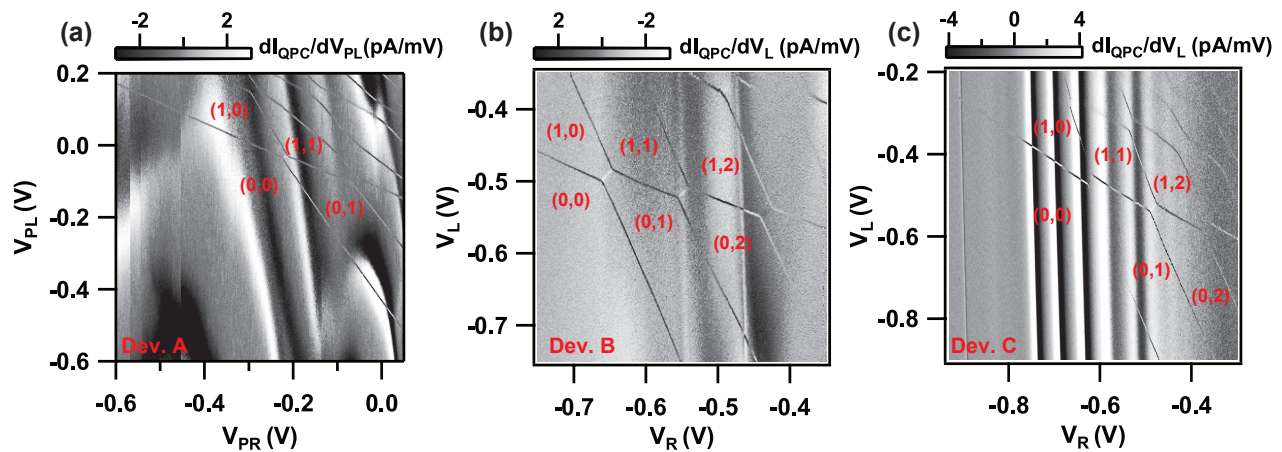 (a)
-2 2
dI_QPC/dV_PL (pA/mV)
0.2
0.0
-0.2
-0.4
-0.6
V_PL (V)
(1,0)
(1,1)
(0,0)
(0,1)
Dev. A
-0.6 -0.4 -0.2 0.0
V_PR (V)
(b)
2 -2
dI_QPC/dV_L (pA/mV)
-0.4
-0.5
-0.6
-0.7
V_L (V)
(1,0)
(1,1)
(1,2)
(0,0)
(0,1)
(0,2)
Dev. B
-0.7 -0.6 -0.5 -0.4
V_R (V)
(c)
-4 0 4
dI_QPC/dV_L (pA/mV)
-0.2
-0.4
-0.6
-0.8
V_L (V)
(1,0)
(1,1)
(1,2)
(0,0)
(0,1)
(0,2)
Dev. C
-0.8 -0.6 -0.4
V_R (V)